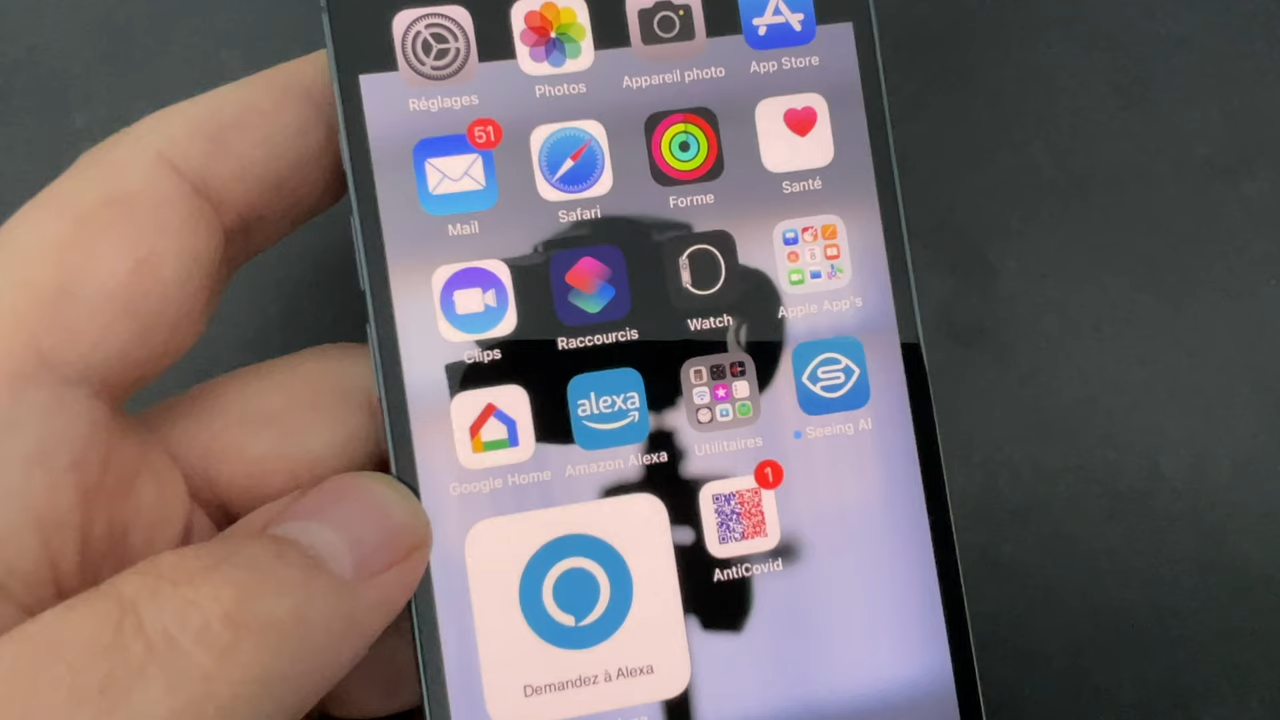 Réglages
Photos
Appareil photo
App Store
51
Mail
Safari
Forme
Santé
Clips
Raccourcis
Watch
Apple App's
Google Home
alexa
Amazon Alexa
Utilitaires
Seeing AI
1
AntiCovid
Demandez à Alexa